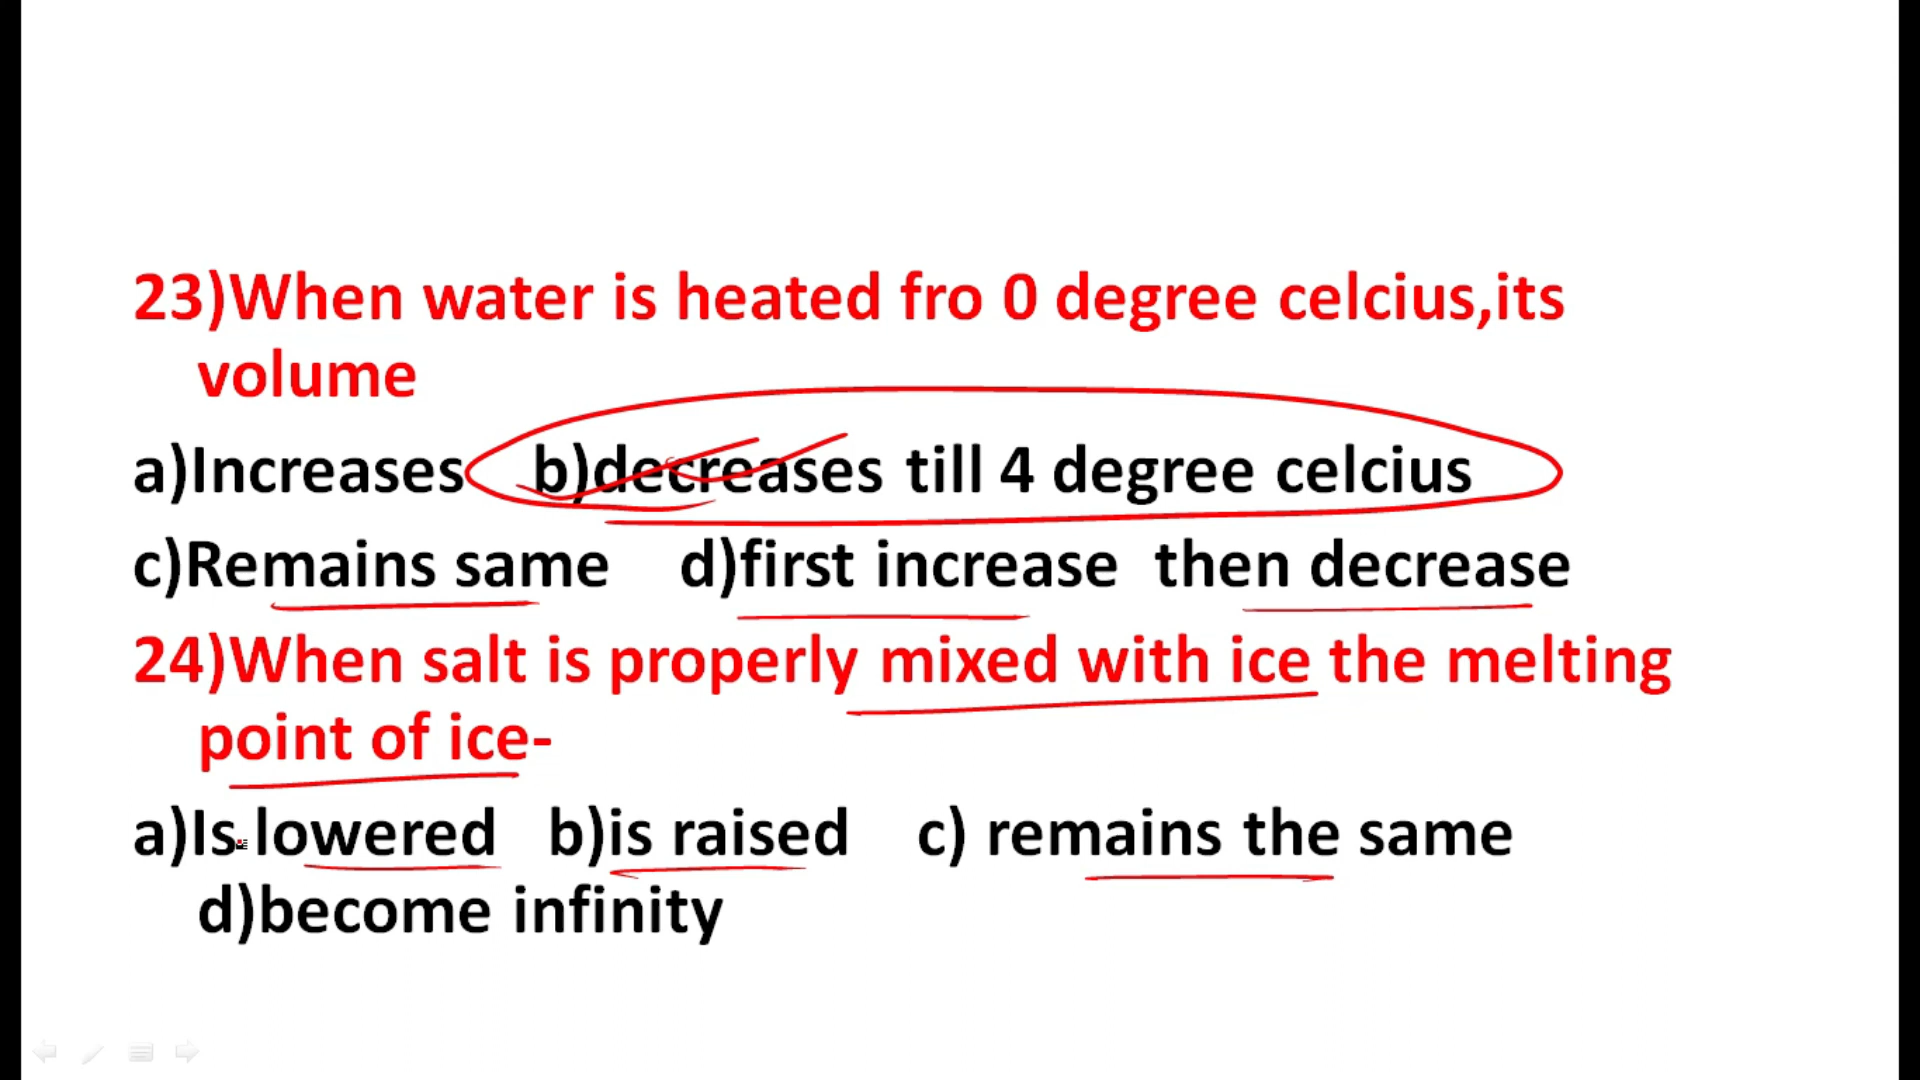 23)When water is heated fro 0 degree celcius,its
volume
a)Increases b)decreases till 4 degree celcius
c)Remains same d)first increase then decrease
24)When salt is properly mixed with ice the melting
point of ice-
a)Is lowered b)is raised c) remains the same
d)become infinity